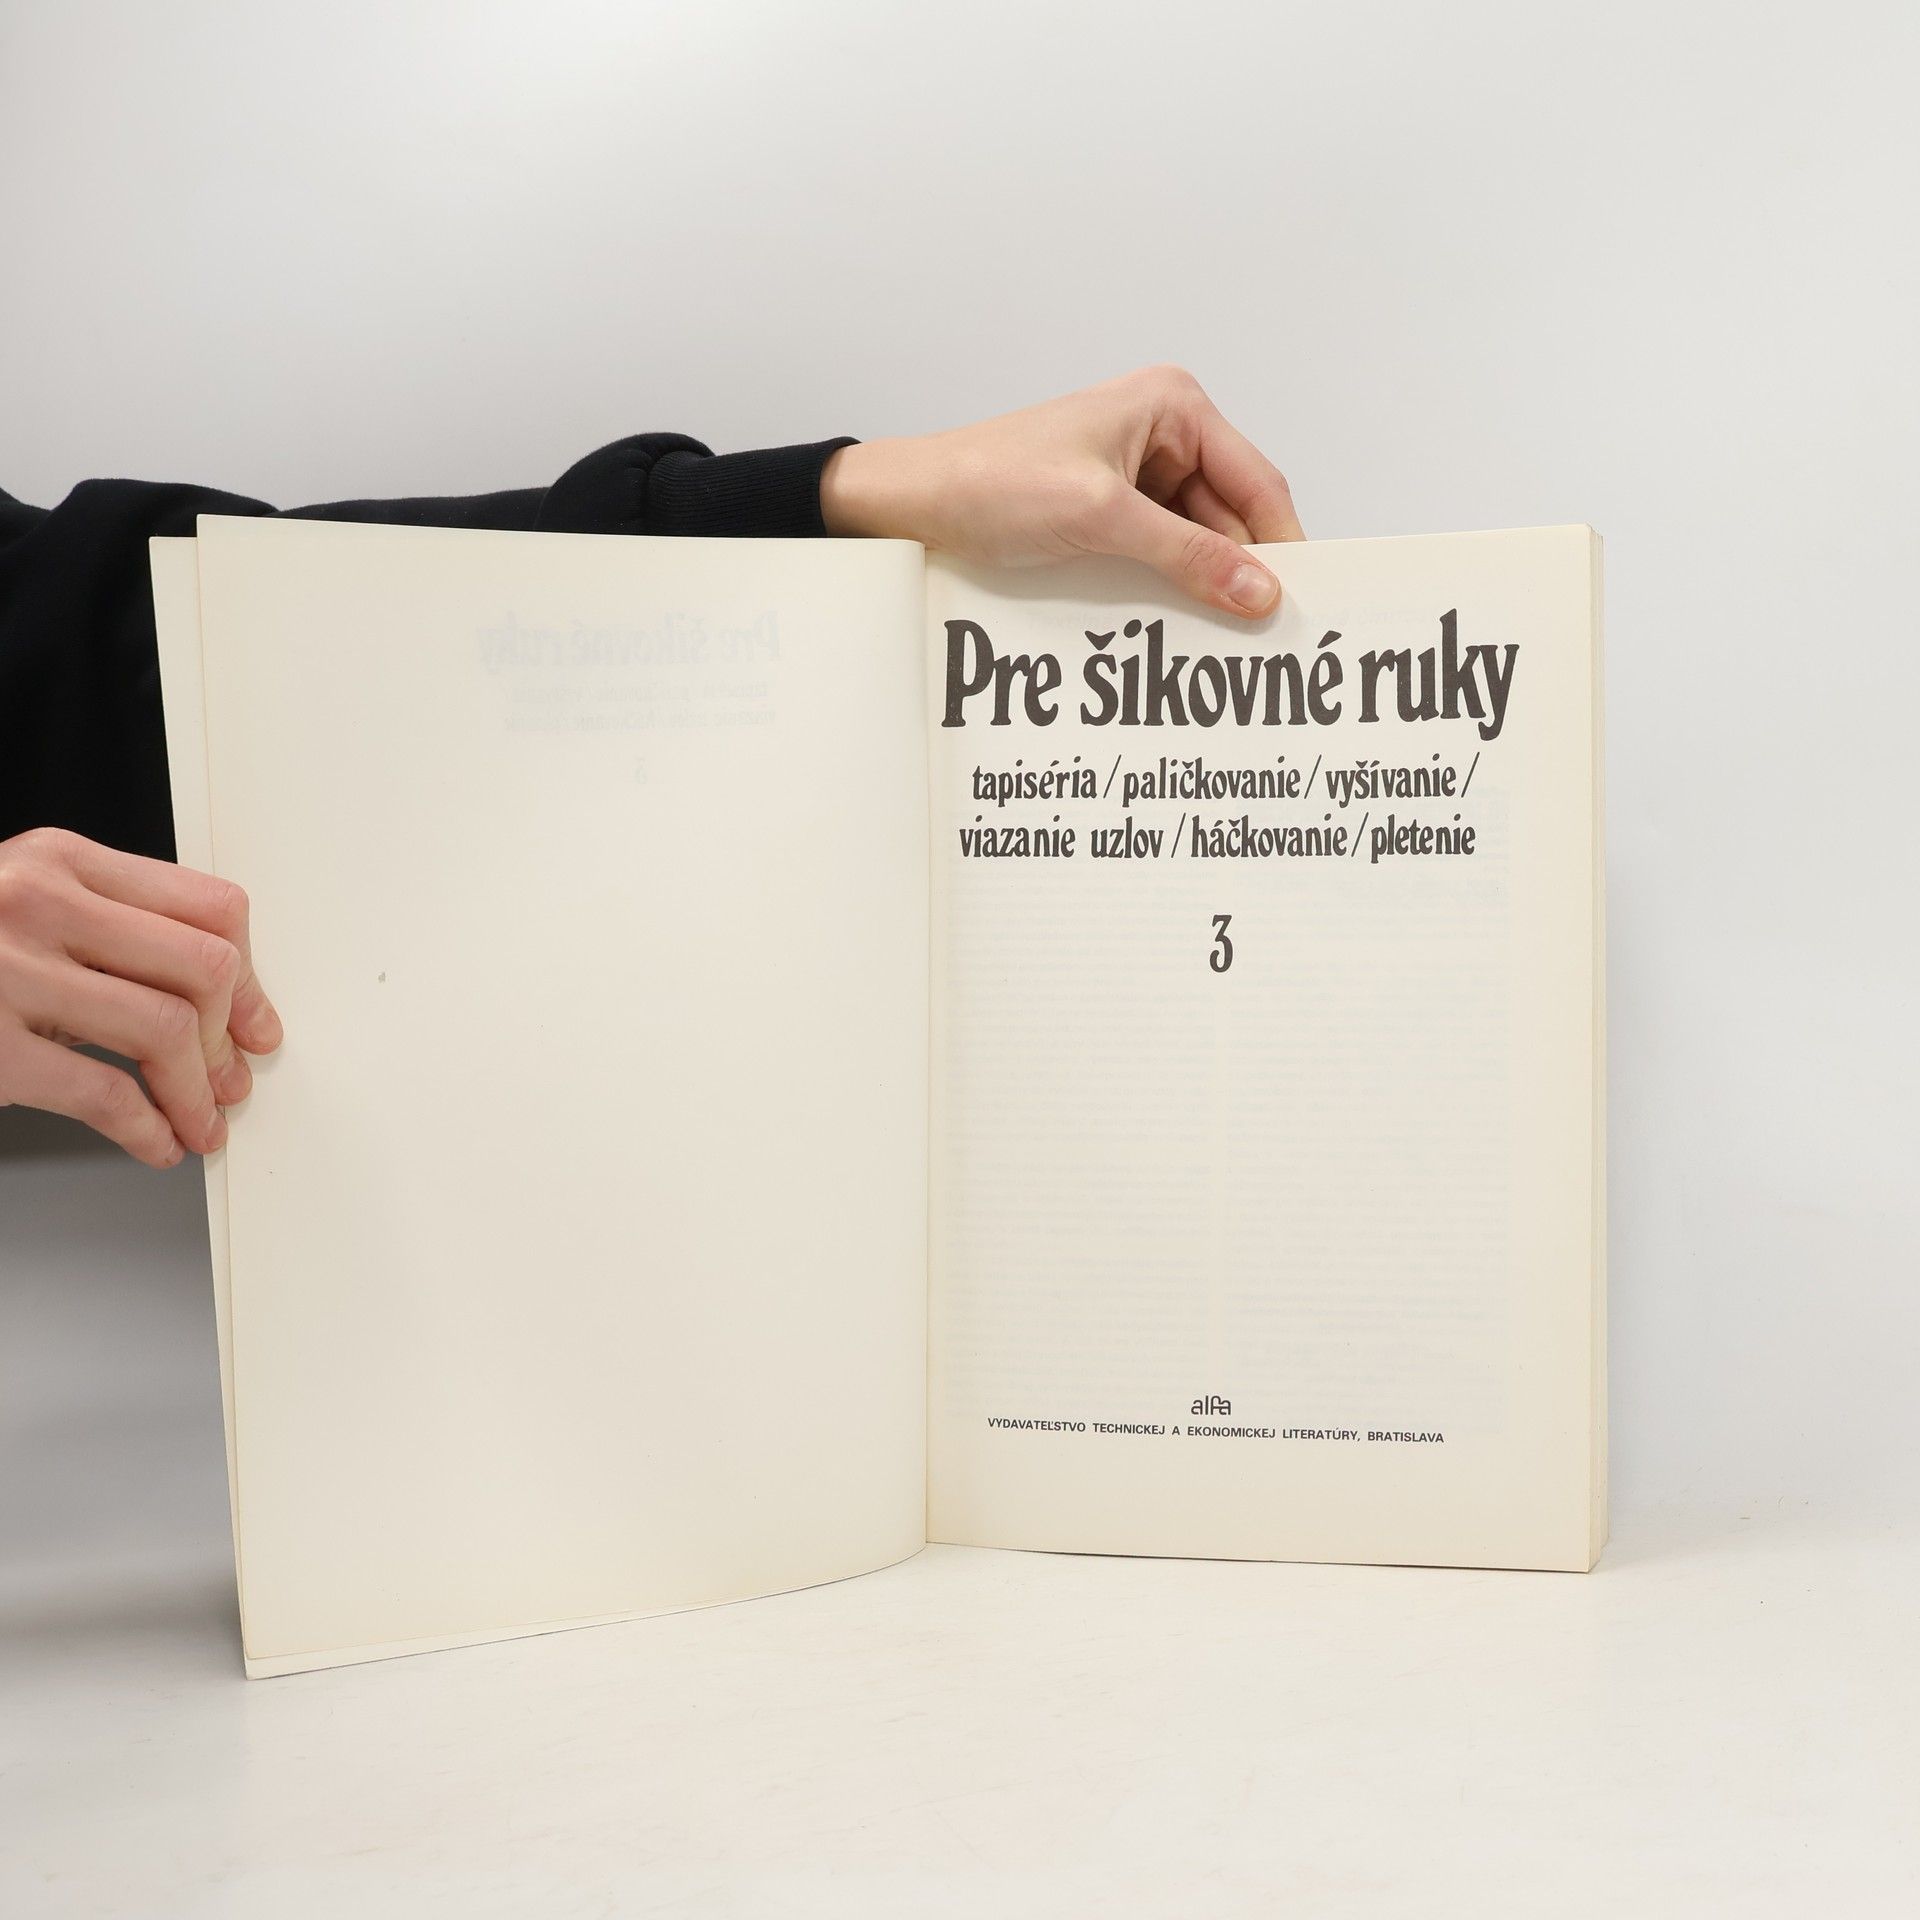 Pre šikovné ruky
tapiséria / paličkovanie / vyšívanie /
viazanie uzlov / háčkovanie / pletenie
3
alfa
VYDAVATEĽSTVO TECHNICKEJ A EKONOMICKEJ LITERATÚRY, BRATISLAVA